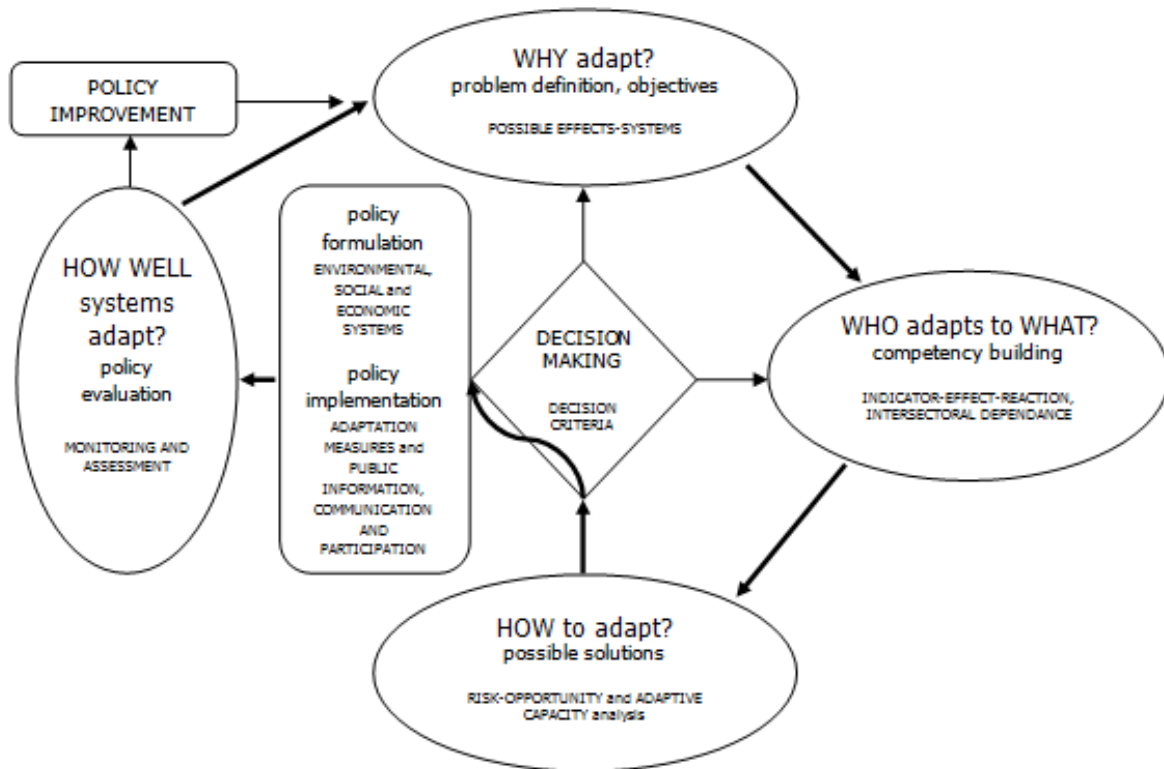 WHY adapt?
problem definition, objectives
POSSIBLE EFFECTS-SYSTEMS
POLICY
IMPROVEMENT
HOW WELL
systems
adapt?
policy
evaluation
MONITORING AND
ASSESSMENT
policy
formulation
ENVIRONMENTAL,
SOCIAL and
ECONOMIC
SYSTEMS
policy
implementation
ADAPTATION
MEASURES and
PUBLIC
INFORMATION,
COMMUNICATION
AND
PARTICIPATION
DECISION
MAKING
DECISION
CRITERIA
WHO adapts to WHAT?
competency building
INDICATOR-EFFECT-REACTION,
INTERSECTORAL DEPENDANCE
HOW to adapt?
possible solutions
RISK-OPPORTUNITY and ADAPTIVE
CAPACITY analysis